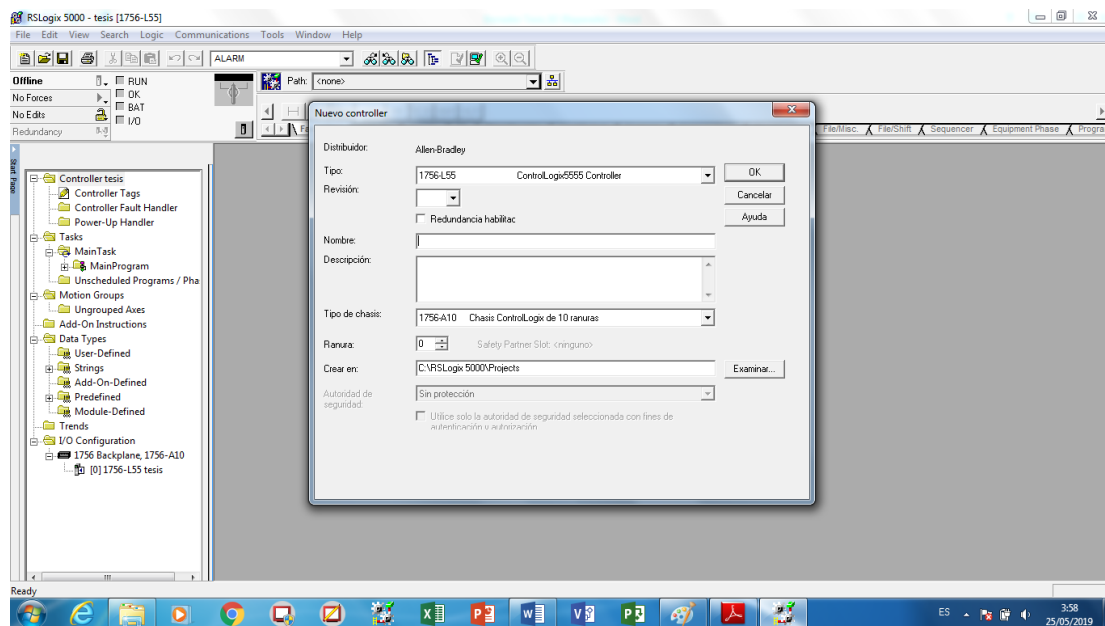 RSLogix 5000 - tesis [1756-L55]
File Edit View Search Logic Communications Tools Window Help
ALARM
Offline
RUN
No Forces
OK
No Edits
BAT
Redundancy
I/O
Path: <none>
File/Misc. File/Shift Sequencer Equipment Phase Progra
Start Page
Controller tesis
Controller Tags
Controller Fault Handler
Power-Up Handler
Tasks
MainTask
MainProgram
Unscheduled Programs / Pha
Motion Groups
Ungrouped Axes
Add-On Instructions
Data Types
User-Defined
Strings
Add-On-Defined
Predefined
Module-Defined
Trends
I/O Configuration
1756 Backplane, 1756-A10
[0] 1756-L55 tesis
Nuevo controller
Distribuidor: Allen-Bradley
Tipo: 1756-L55 ControlLogix5555 Controller
OK
Revisión:
Cancelar
Redundancia habilitac
Ayuda
Nombre:
Descripción:
Tipo de chasis: 1756-A10 Chasis ControlLogix de 10 ranuras
Ranura: 0 Safety Partner Slot: <ninguno>
Crear en: C:\RSLogix 5000\Projects Examinar...
Autoridad de
seguridad:
Sin protección
Utilice solo la autoridad de seguridad seleccionada con fines de
autenticación y autorización
Ready
ES
3:58
25/05/2019